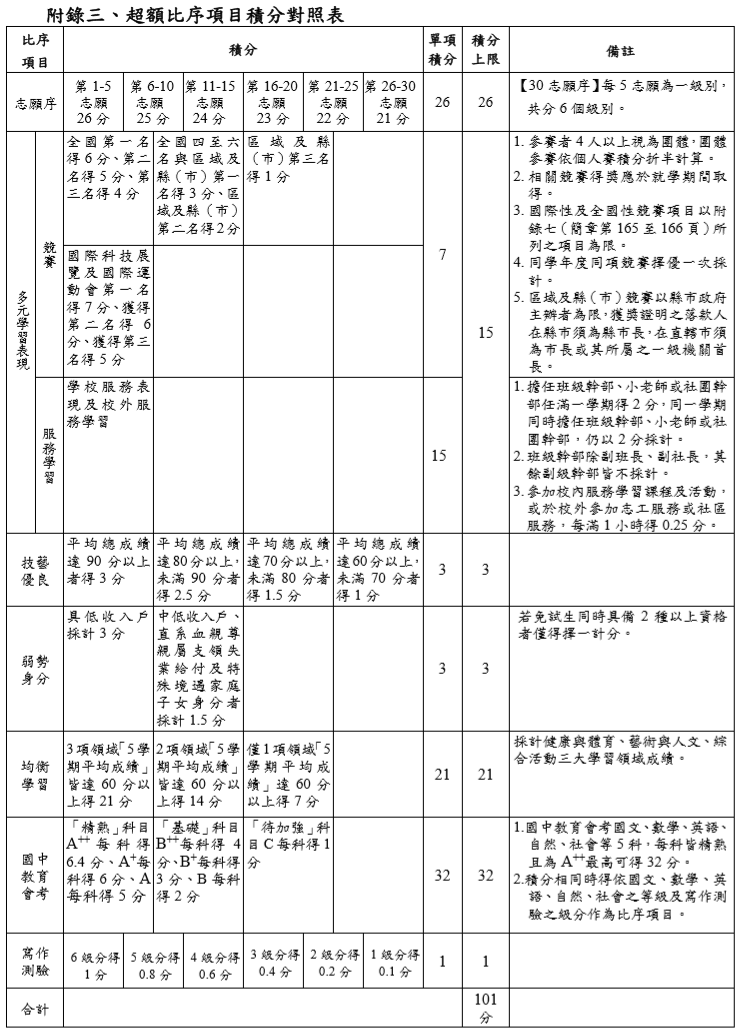 附錄三、超額比序項目積分對照表
比序
項目
積分
單項
積分
積分
上限
備註
志願序
第 1-5
志願
26 分
第 6-10
志願
25 分
第 11-15
志願
24 分
第 16-20
志願
23 分
第 21-25
志願
22 分
第 26-30
志願
21 分
26
26
【30 志願序】每 5 志願為一級別，
共分 6 個級別。
多元學習表現
競賽
全國第一名
得 6 分、第二
名得 5 分、第
三名得 4 分
全國四至六
名與區域及
縣（市）第一
名得 3 分、區
域及縣（市）
第二名得 2 分
區域及縣
（市）第三名
得 1 分
國際科技展
覽及國際運
動會第一名
得 7 分、獲得
第二名得 6
分、獲得第三
名得 5 分
7
15
1. 參賽者 4 人以上視為團體，團體
參賽依個人賽積分折半計算。
2. 相關競賽得獎應於就學期間取
得。
3. 國際性及全國性競賽項目以附
錄七（簡章第 165 至 166 頁）所
列之項目為限。
4. 同學年度同項競賽擇優一次採
計。
5. 區域及縣（市）競賽以縣市政府
主辦者為限，獲獎證明之落款人
在縣市須為縣市長，在直轄市須
為市長或其所屬之一級機關首
長。
服務學習
學校服務表
現及校外服
務學習
15
1. 擔任班級幹部、小老師或社團幹
部任滿一學期得 2 分，同一學期
同時擔任班級幹部、小老師或社
團幹部，仍以 2 分採計。
2. 班級幹部除副班長、副社長，其
餘副級幹部皆不採計。
3. 參加校內服務學習課程及活動，
或於校外參加志工服務或社區
服務，每滿 1 小時得 0.25 分。
技藝
優良
平均總成績
達 90 分以上
者得 3 分
平均總成績
達80分以上，
未滿 90 分者
得 2.5 分
平均總成績
達70分以上，
未滿 80 分者
得 1.5 分
平均總成績
達60分以上，
未滿 70 分者
得 1 分
3
3
弱勢
身分
具低收入戶
採計 3 分
中低收入戶、
直系血親尊
親屬支領失
業給付及特
殊境遇家庭
子女身分者
採計 1.5 分
3
3
若免試生同時具備 2 種以上資格
者僅得擇一計分。
均衡
學習
3 項領域「5 學
期平均成績」
皆達 60 分以
上得 21 分
2 項領域「5 學
期平均成績」
皆達 60 分以
上得 14 分
僅 1 項領域「5
學期平均成
績」達 60 分
以上得 7 分
21
21
採計健康與體育、藝術與人文、綜
合活動三大學習領域成績。
國中
教育
會考
「精熟」科目
A⁺⁺ 每科得
6.4 分、A⁺每
科得 6 分、A
每科得 5 分
「基礎」科目
B⁺⁺每科得 4
分、B⁺每科得
3 分、B 每科
得 2 分
「待加強」科
目 C 每科得 1
分
32
32
1.國中教育會考國文、數學、英語、
自然、社會等 5 科，每科皆精熟
且為 A⁺⁺最高可得 32 分。
2.積分相同時得依國文、數學、英
語、自然、社會之等級及寫作測
驗之級分作為比序項目。
寫作
測驗
6 級分得
1 分
5 級分得
0.8 分
4 級分得
0.6 分
3 級分得
0.4 分
2 級分得
0.2 分
1 級分得
0.1 分
1
1
合計
101
分